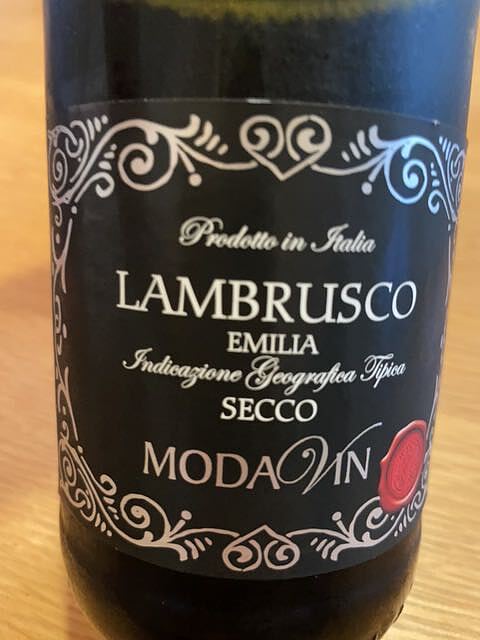 Prodotto in Italia
LAMBRUSCO
EMILIA
Indicazione Geografica Tipica
SECCO
MODAVIN